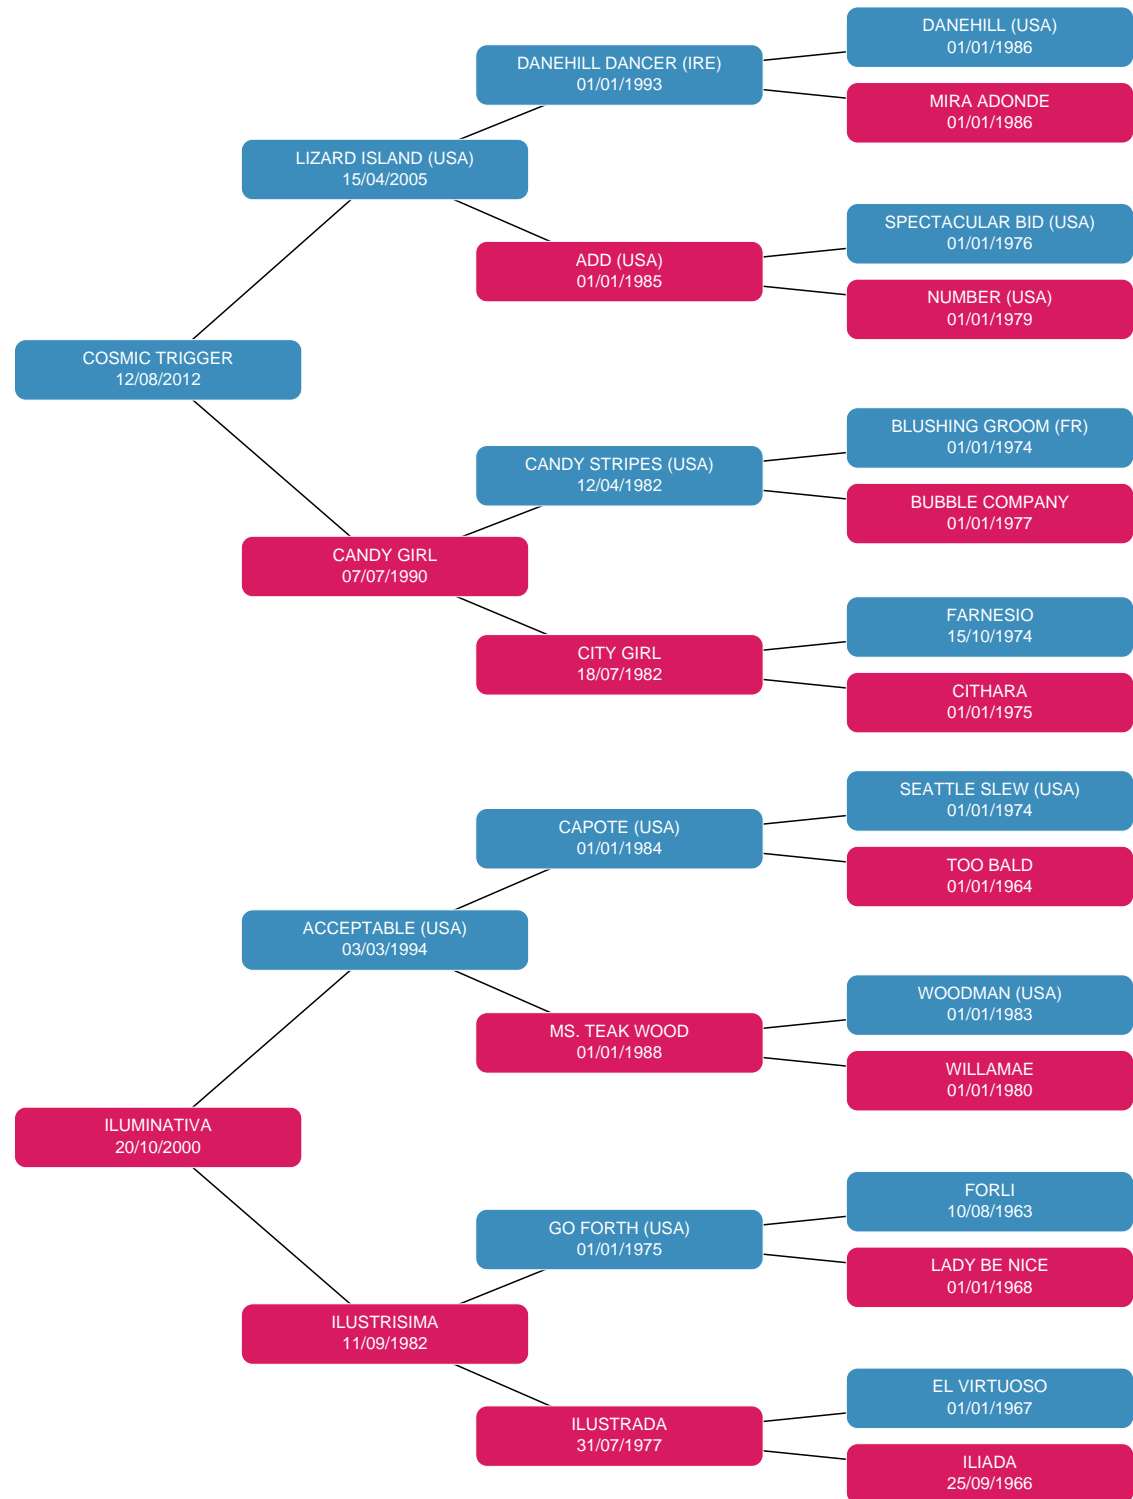 DANEHILL (USA)
01/01/1986
DANEHILL DANCER (IRE)
01/01/1993
MIRA ADONDE
01/01/1986
LIZARD ISLAND (USA)
15/04/2005
SPECTACULAR BID (USA)
01/01/1976
ADD (USA)
01/01/1985
NUMBER (USA)
01/01/1979
COSMIC TRIGGER
12/08/2012
BLUSHING GROOM (FR)
01/01/1974
CANDY STRIPES (USA)
12/04/1982
BUBBLE COMPANY
01/01/1977
CANDY GIRL
07/07/1990
FARNESIO
15/10/1974
CITY GIRL
18/07/1982
CITHARA
01/01/1975
SEATTLE SLEW (USA)
01/01/1974
CAPOTE (USA)
01/01/1984
TOO BALD
01/01/1964
ACCEPTABLE (USA)
03/03/1994
WOODMAN (USA)
01/01/1983
MS. TEAK WOOD
01/01/1988
WILLAMAE
01/01/1980
ILUMINATIVA
20/10/2000
FORLI
10/08/1963
GO FORTH (USA)
01/01/1975
LADY BE NICE
01/01/1968
ILUSTRISIMA
11/09/1982
EL VIRTUOSO
01/01/1967
ILUSTRADA
31/07/1977
ILIADA
25/09/1966